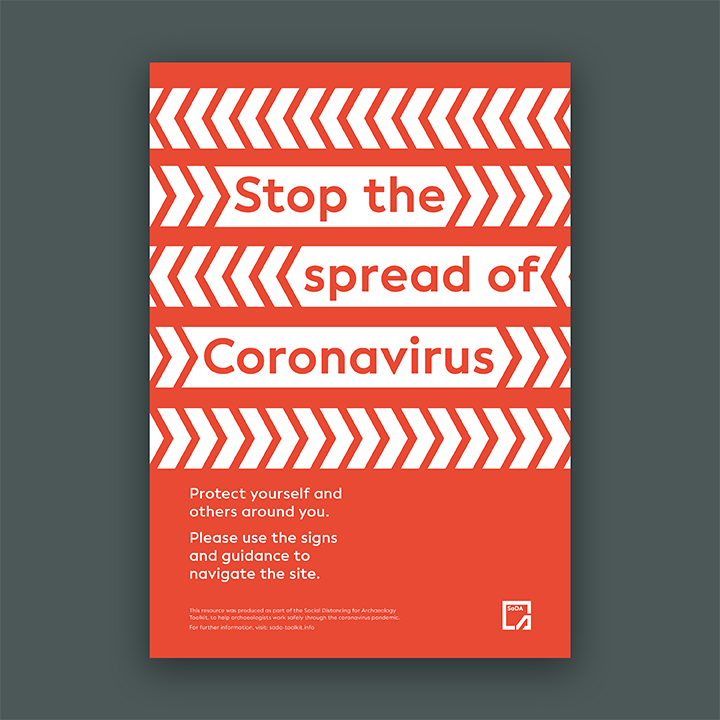 Stop the
spread of
Coronavirus
Protect yourself and
others around you.
Please use the signs
and guidance to
navigate the site.
This resource was produced as part of the Social Distancing for Archaeology
Toolkit, to help archaeologists work safely through the coronavirus pandemic.
For further information, visit: soda-toolkit.info
SoDA